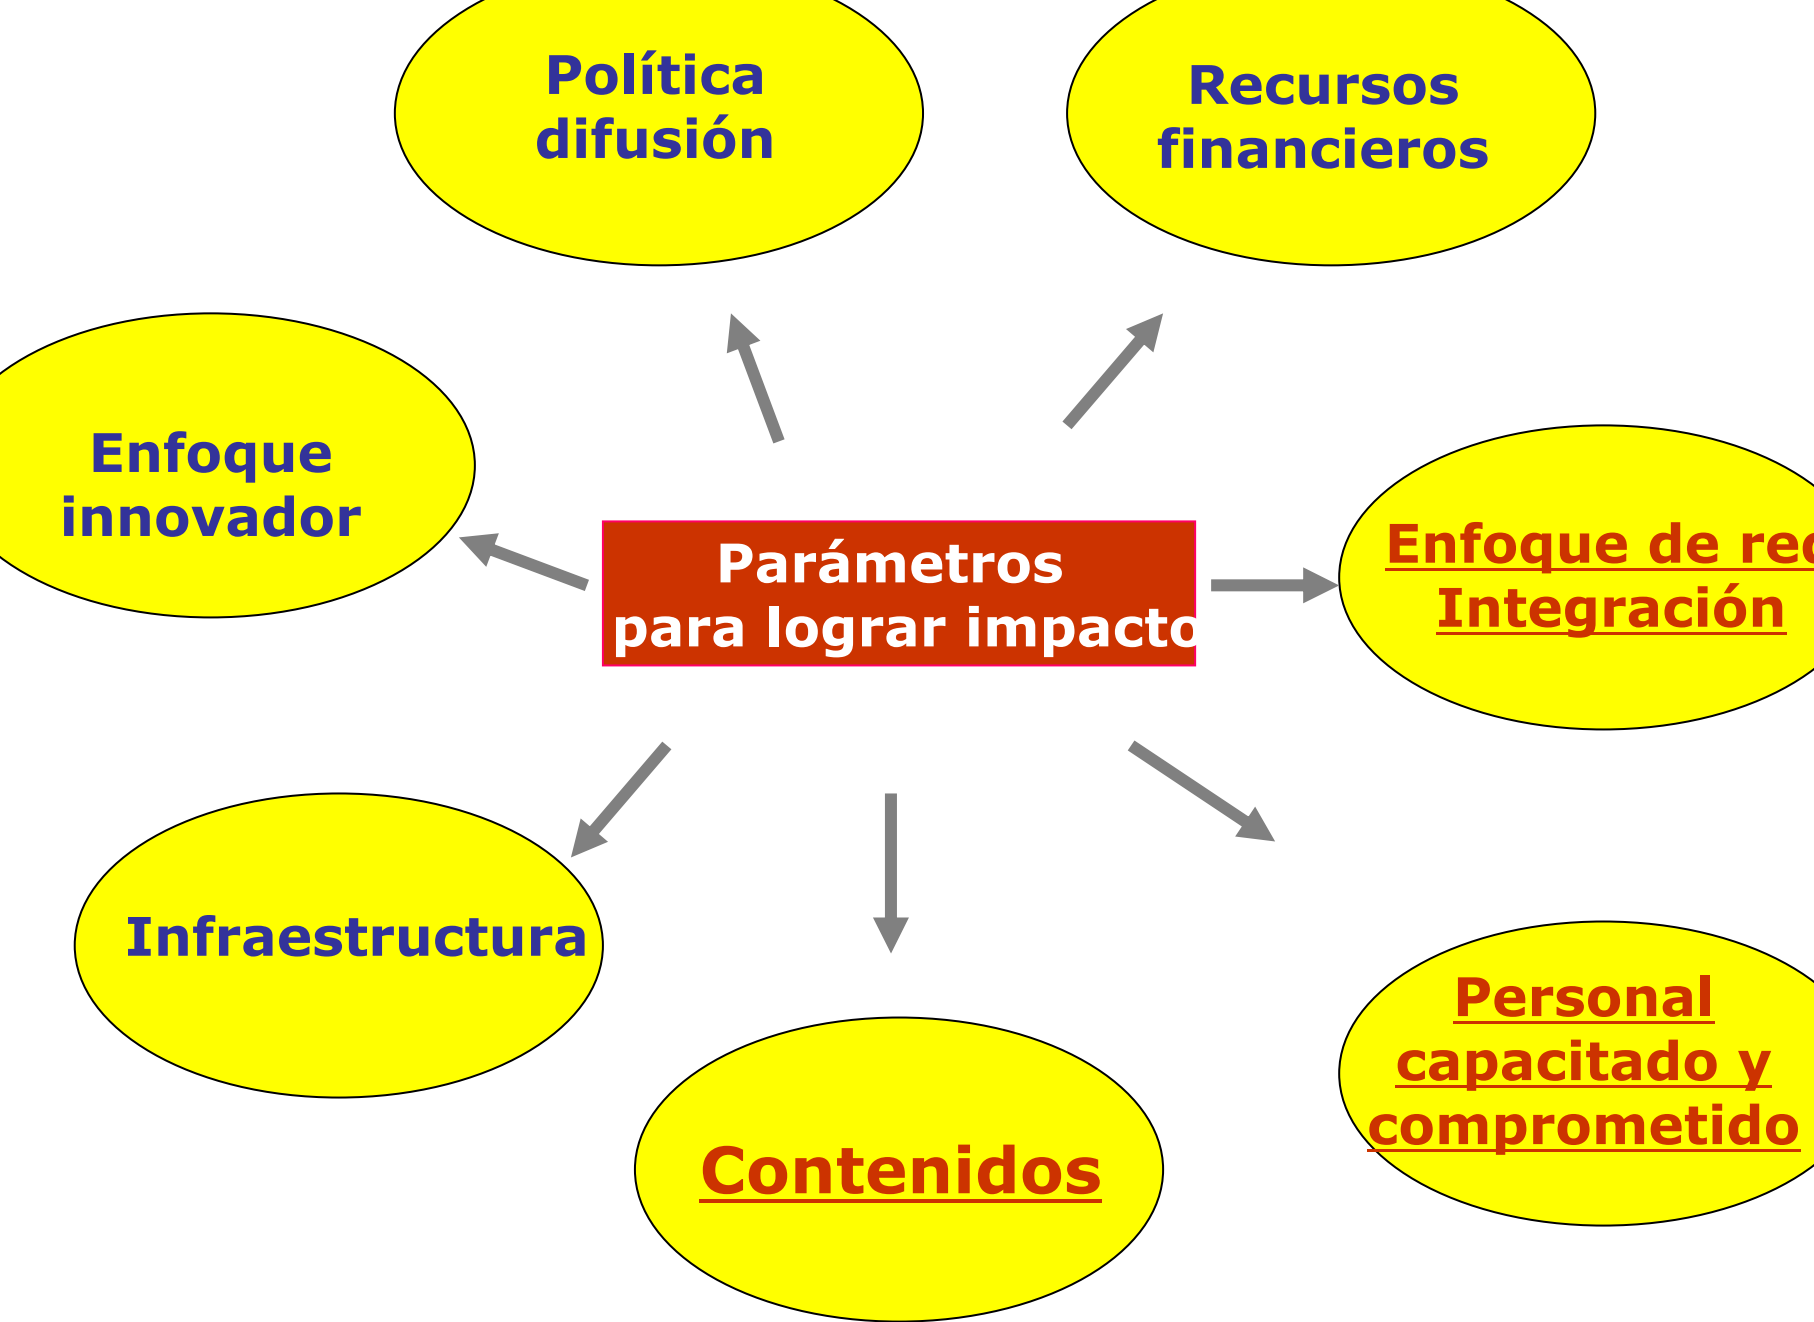 Política
difusión
Recursos
financieros
Enfoque
innovador
Parámetros
para lograr impacto
Enfoque de red
Integración
Infraestructura
Personal
capacitado y
comprometido
Contenidos